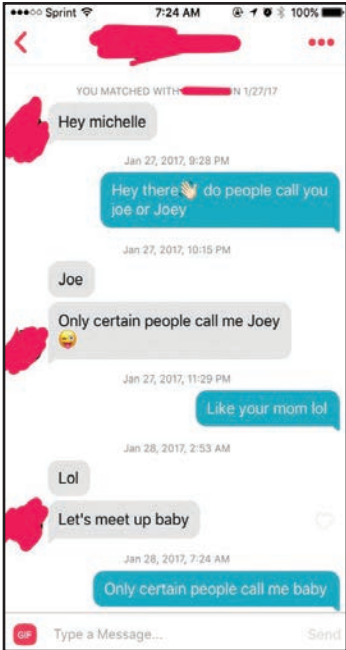 Sprint 7:24 AM 100%
YOU MATCHED WITH N 1/27/17
Hey michelle
Jan 27, 2017, 9:28 PM
Hey there👋🏻 do people call you
joe or Joey
Jan 27, 2017, 10:15 PM
Joe
Only certain people call me Joey
😜
Jan 27, 2017, 11:29 PM
Like your mom lol
Jan 28, 2017, 2:53 AM
Lol
Let's meet up baby
Jan 28, 2017, 7:24 AM
Only certain people call me baby
GIF Type a Message... Send